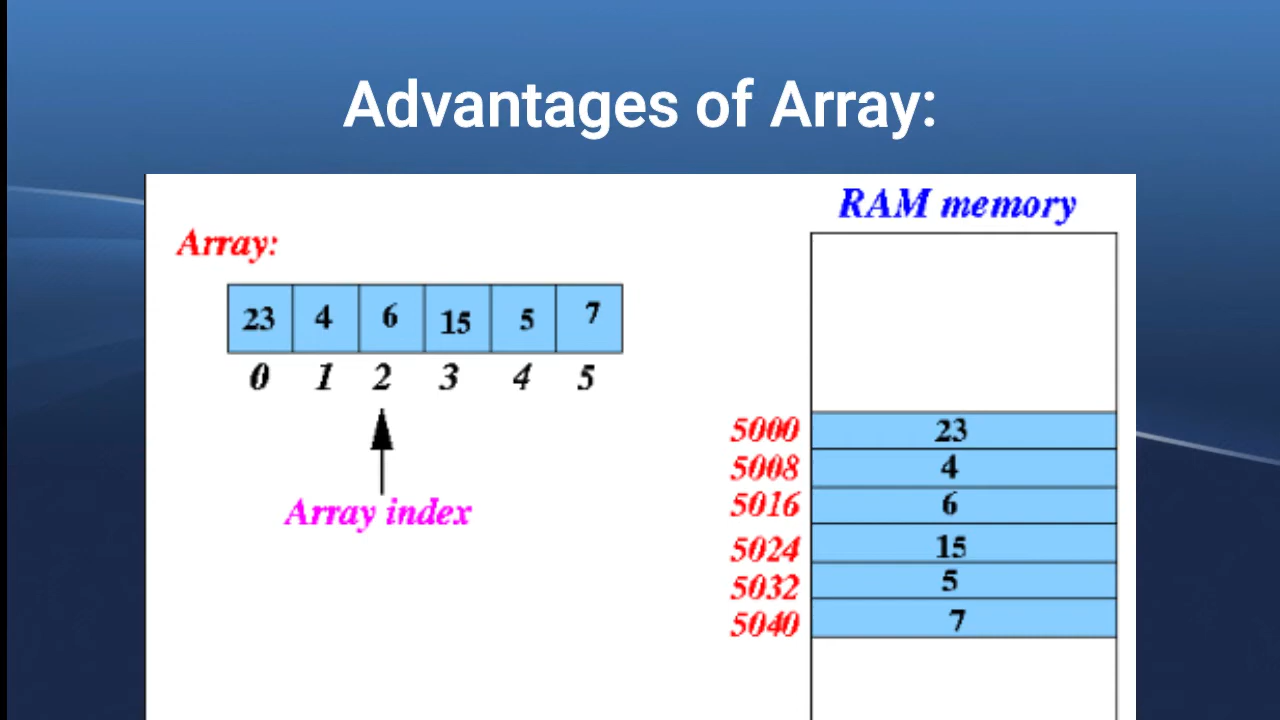 Advantages of Array:
RAM memory
Array:
23 4 6 15 5 7
0 1 2 3 4 5
Array index
5000 23
5008 4
5016 6
5024 15
5032 5
5040 7